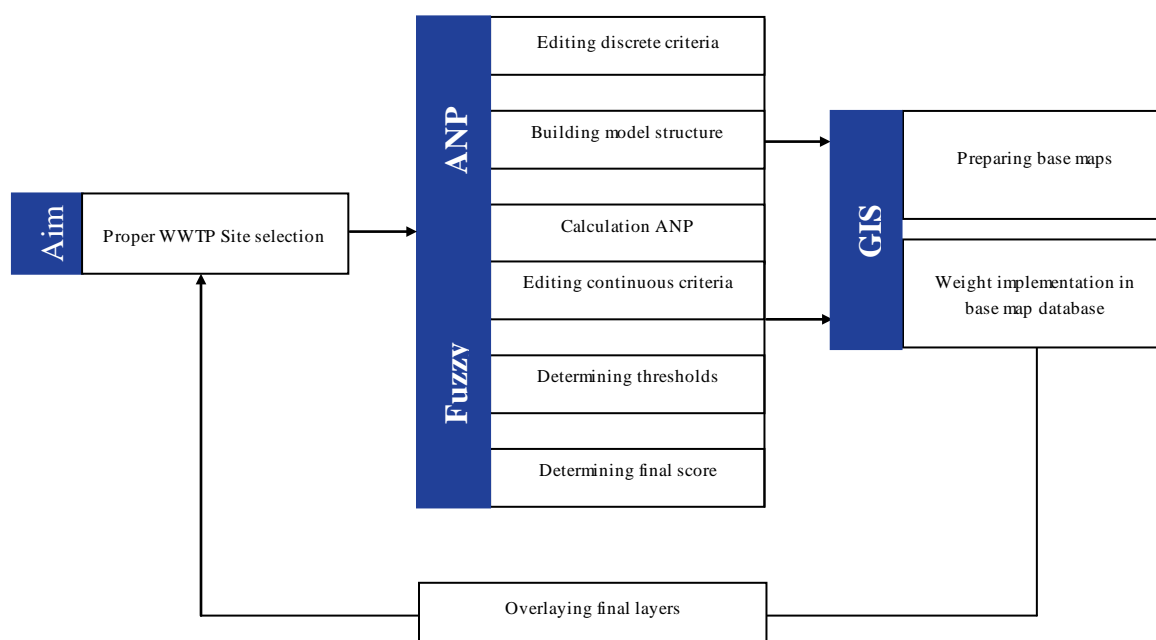 Aim
Proper WWTP Site selection
ANP
Editing discrete criteria
Building model structure
Calculation ANP
Fuzzy
Editing continuous criteria
Determining thresholds
Determining final score
GIS
Preparing base maps
Weight implementation in
base map database
Overlaying final layers